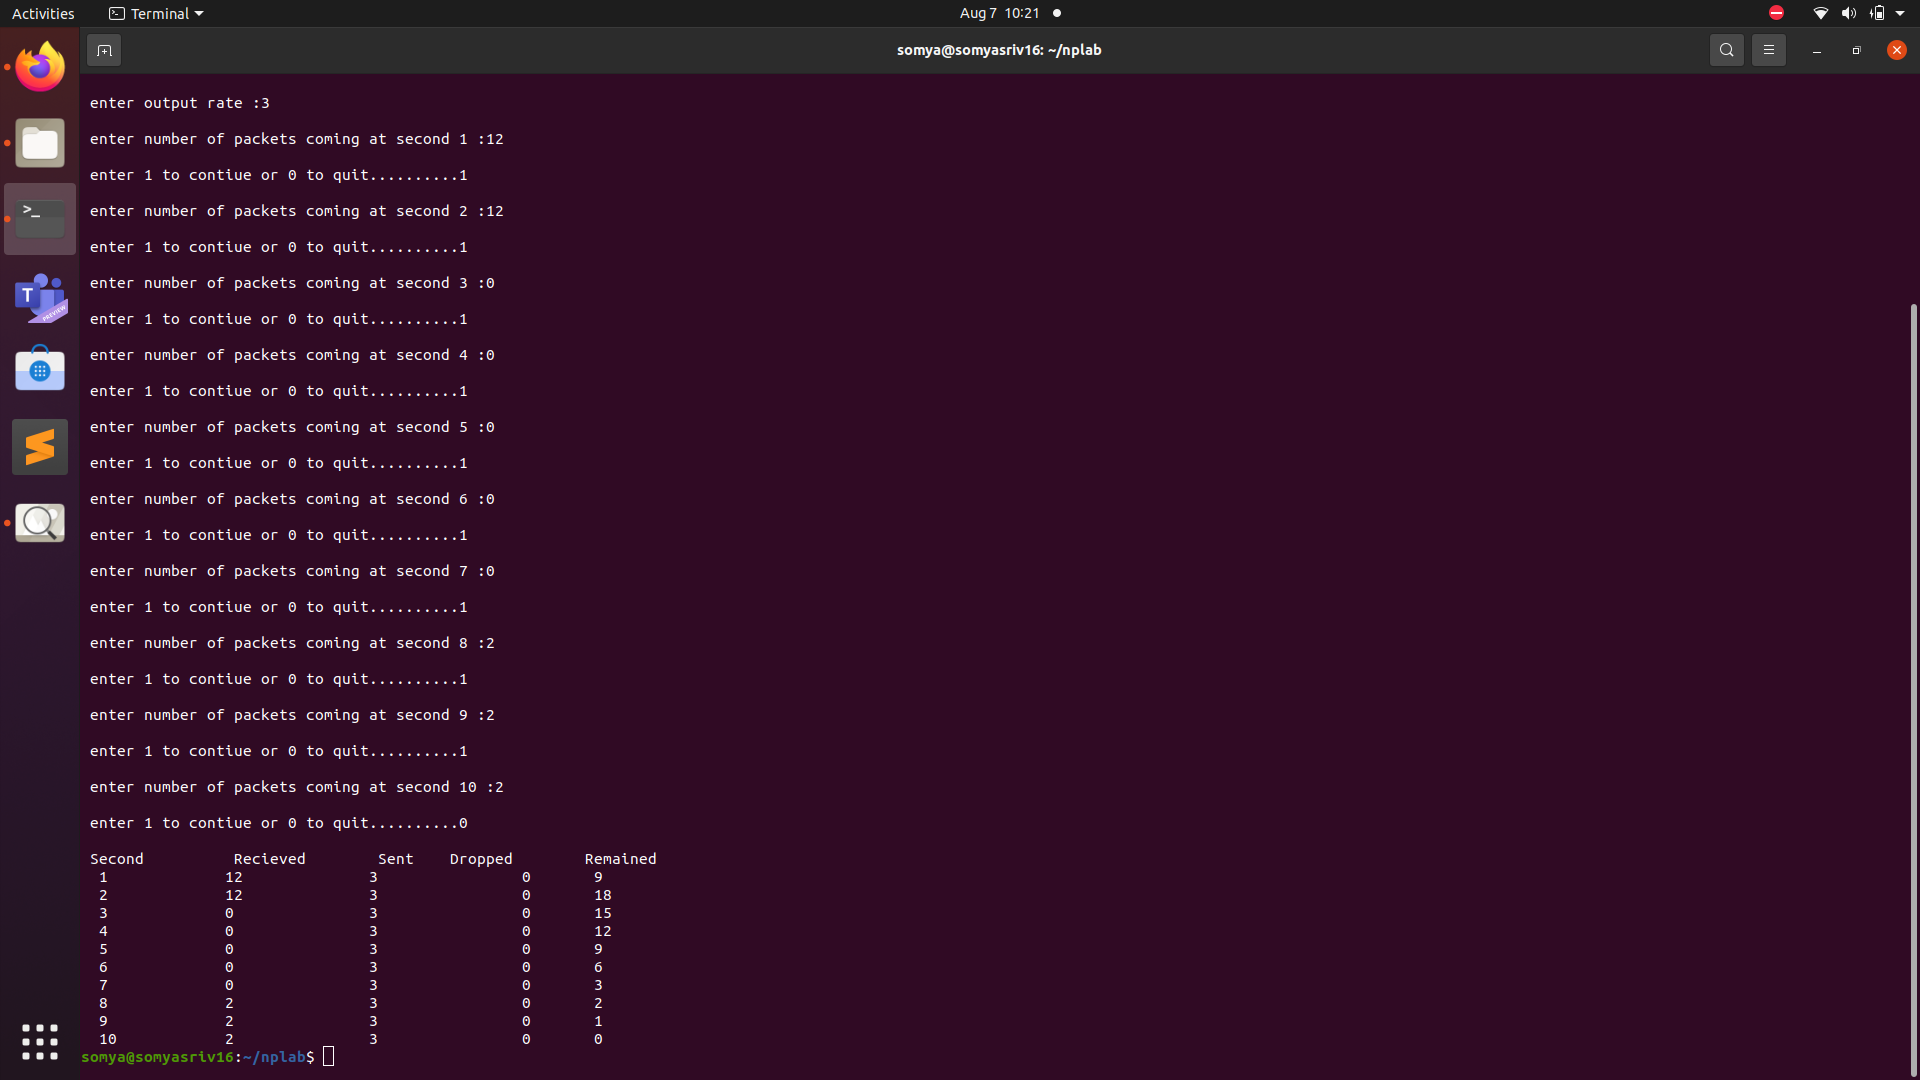 Activities Terminal Aug 7 10:21
somya@somyasriv16: ~/nplab
enter output rate :3
enter number of packets coming at second 1 :12
enter 1 to contiue or 0 to quit..........1
enter number of packets coming at second 2 :12
enter 1 to contiue or 0 to quit..........1
enter number of packets coming at second 3 :0
enter 1 to contiue or 0 to quit..........1
enter number of packets coming at second 4 :0
enter 1 to contiue or 0 to quit..........1
enter number of packets coming at second 5 :0
enter 1 to contiue or 0 to quit..........1
enter number of packets coming at second 6 :0
enter 1 to contiue or 0 to quit..........1
enter number of packets coming at second 7 :0
enter 1 to contiue or 0 to quit..........1
enter number of packets coming at second 8 :2
enter 1 to contiue or 0 to quit..........1
enter number of packets coming at second 9 :2
enter 1 to contiue or 0 to quit..........1
enter number of packets coming at second 10 :2
enter 1 to contiue or 0 to quit..........0
Second Recieved Sent Dropped Remained
1 12 3 0 9
2 12 3 0 18
3 0 3 0 15
4 0 3 0 12
5 0 3 0 9
6 0 3 0 6
7 0 3 0 3
8 2 3 0 2
9 2 3 0 1
10 2 3 0 0
somya@somyasriv16:~/nplab$
>_
T
PREVIEW